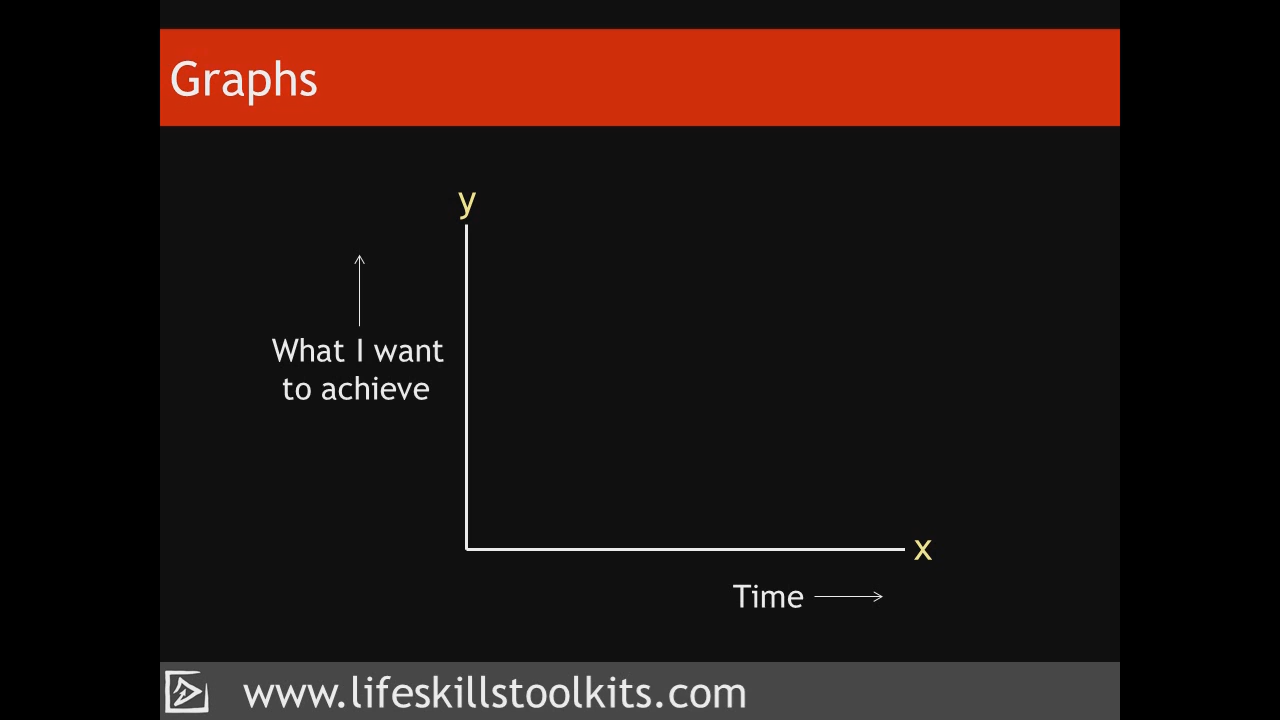 Graphs
y
What I want
to achieve
x
Time
www.lifeskillstoolkits.com